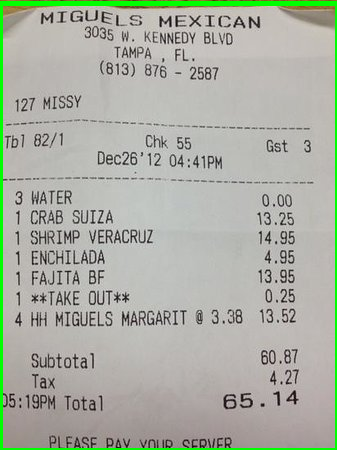 MIGUELS MEXICAN
3035 W. KENNEDY BLVD
TAMPA , FL.
(813) 876 - 2587
127 MISSY
Tbl 82/1 Chk 55 Gst 3
Dec26'12 04:41PM
3 WATER 0.00
1 CRAB SUIZA 13.25
1 SHRIMP VERACRUZ 14.95
1 ENCHILADA 4.95
1 FAJITA BF 13.95
1 **TAKE OUT** 0.25
4 HH MIGUELS MARGARIT @ 3.38 13.52
Subtotal 60.87
Tax 4.27
05:19PM Total 65.14
PLEASE PAY YOUR SERVER